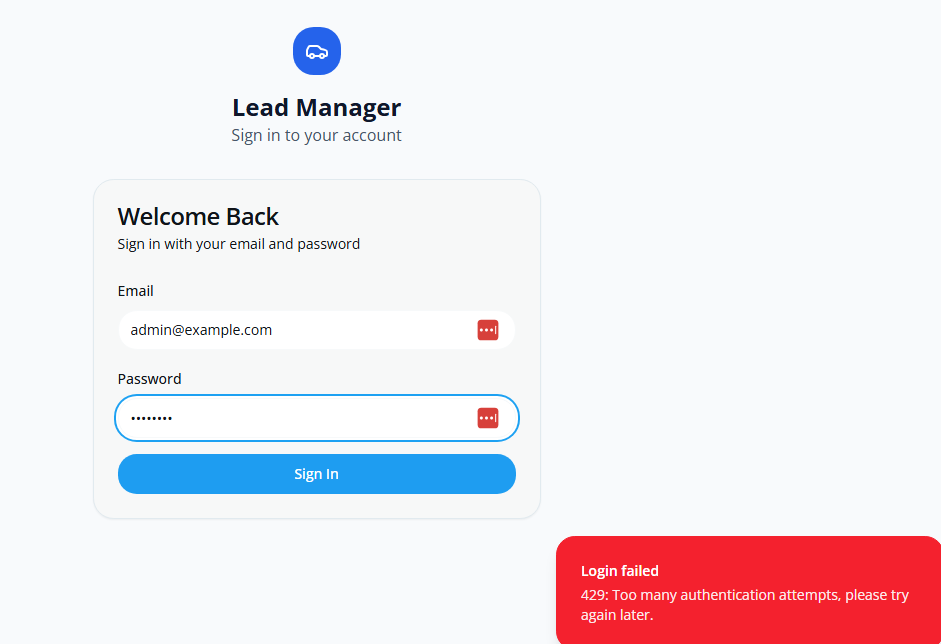 Lead Manager
Sign in to your account
Welcome Back
Sign in with your email and password
Email
admin@example.com
Password
••••••••
Sign In
Login failed
429: Too many authentication attempts, please try
again later.